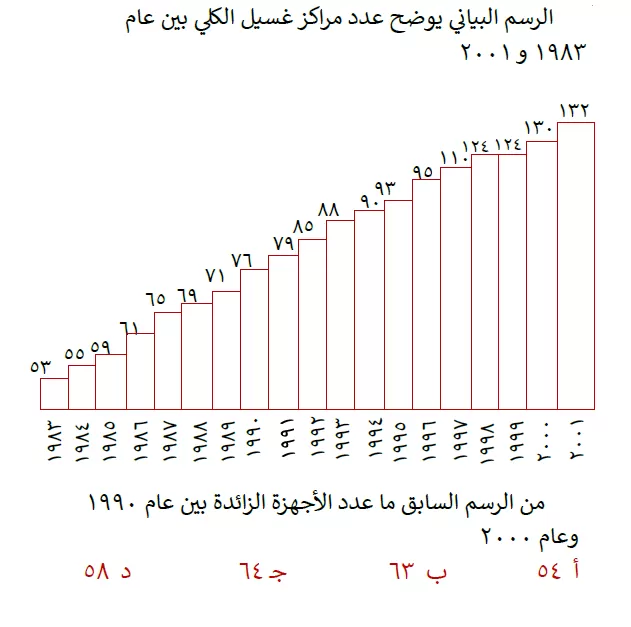 الرسم البياني يوضح عدد مراكز غسيل الكلي بين عام
١٩٨٣ و ٢٠٠١
٥٣ ٥٥ ٥٩ ٦١ ٦٥ ٦٩ ٧١ ٧٦ ٧٩ ٨٥ ٨٨ ٩٠ ٩٣ ٩٥ ١١٠ ١٢٤ ١٢٤ ١٣٠ ١٣٢
١٩٨٣ ١٩٨٤ ١٩٨٥ ١٩٨٦ ١٩٨٧ ١٩٨٨ ١٩٨٩ ١٩٩٠ ١٩٩١ ١٩٩٢ ١٩٩٣ ١٩٩٤ ١٩٩٥ ١٩٩٦ ١٩٩٧ ١٩٩٨ ١٩٩٩ ٢٠٠٠ ٢٠٠١
من الرسم السابق ما عدد الأجهزة الزائدة بين عام ١٩٩٠
وعام ٢٠٠٠
أ ٥٤ ب ٦٣ جـ ٦٤ د ٥٨